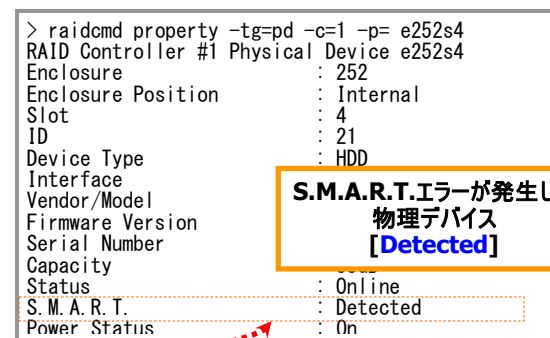 > raidcmd property -tg=pd -c=1 -p= e252s4
RAID Controller #1 Physical Device e252s4
Enclosure : 252
Enclosure Position : Internal
Slot : 4
ID : 21
Device Type : HDD
Interface
Vendor/Model
Firmware Version
Serial Number
Capacity
Status : Online
S.M.A.R.T. : Detected
Power Status : On
S.M.A.R.T.エラーが発生し
物理デバイス
[Detected]